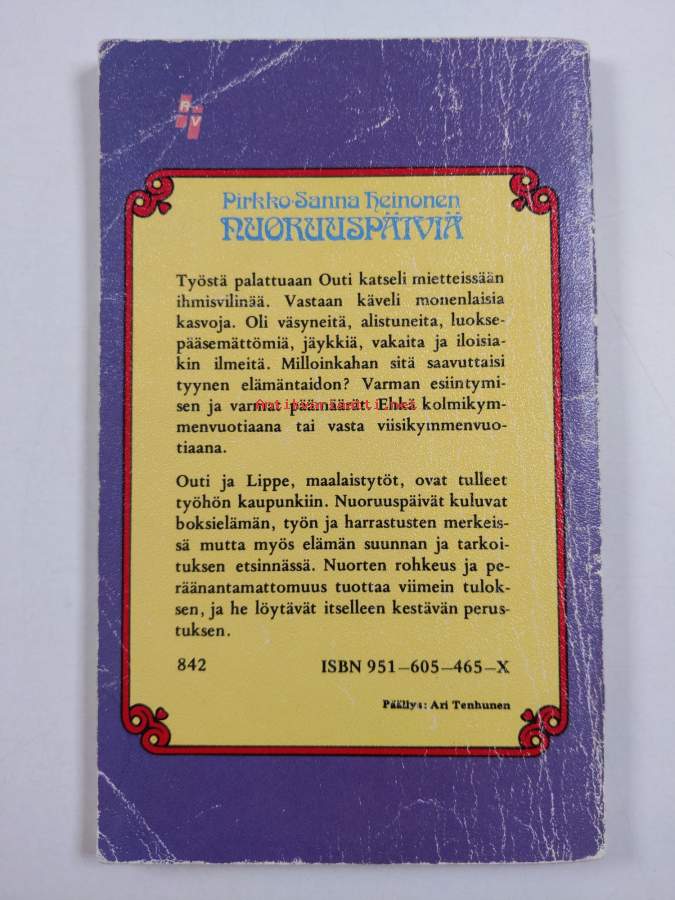 R
V
Pirkko-Sanna Heinonen
NUORUUSPÄIVIÄ
Työstä palattuaan Outi katseli mietteissään
ihmisvilinää. Vastaan käveli monenlaisia
kasvoja. Oli väsyneitä, alistuneita, luokse-
pääsemättömiä, jäykkiä, vakaita ja iloisia-
kin ilmeitä. Milloinkahan sitä saavuttaisi
tyynen elämäntaidon? Varman esiintymi-
sen ja varmat päämäärät. Ehkä kolmikym-
menvuotiaana tai vasta viisikymmenvuo-
tiaana.
Outi ja Lippe, maalaistytöt, ovat tulleet
työhön kaupunkiin. Nuoruuspäivät kuluvat
boksielämän, työn ja harrastusten merkeis-
sä mutta myös elämän suunnan ja tarkoi-
tuksen etsinnässä. Nuorten rohkeus ja pe-
räänantamattomuus tuottaa viimein tulok-
sen, ja he löytävät itselleen kestävän perus-
tuksen.
842 ISBN 951–605–465–X
Päällys: Ari Tenhunen